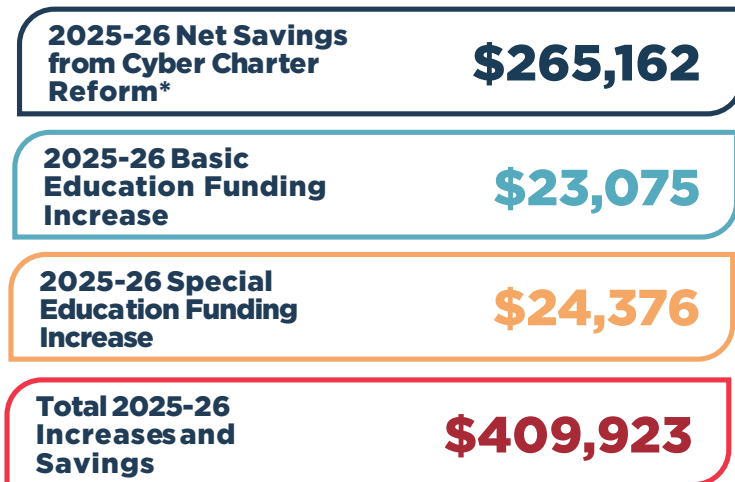 2025-26 Net Savings
from Cyber Charter
Reform*
$265,162
2025-26 Basic
Education Funding
Increase
$23,075
2025-26 Special
Education Funding
Increase
$24,376
Total 2025-26
Increases and
Savings
$409,923